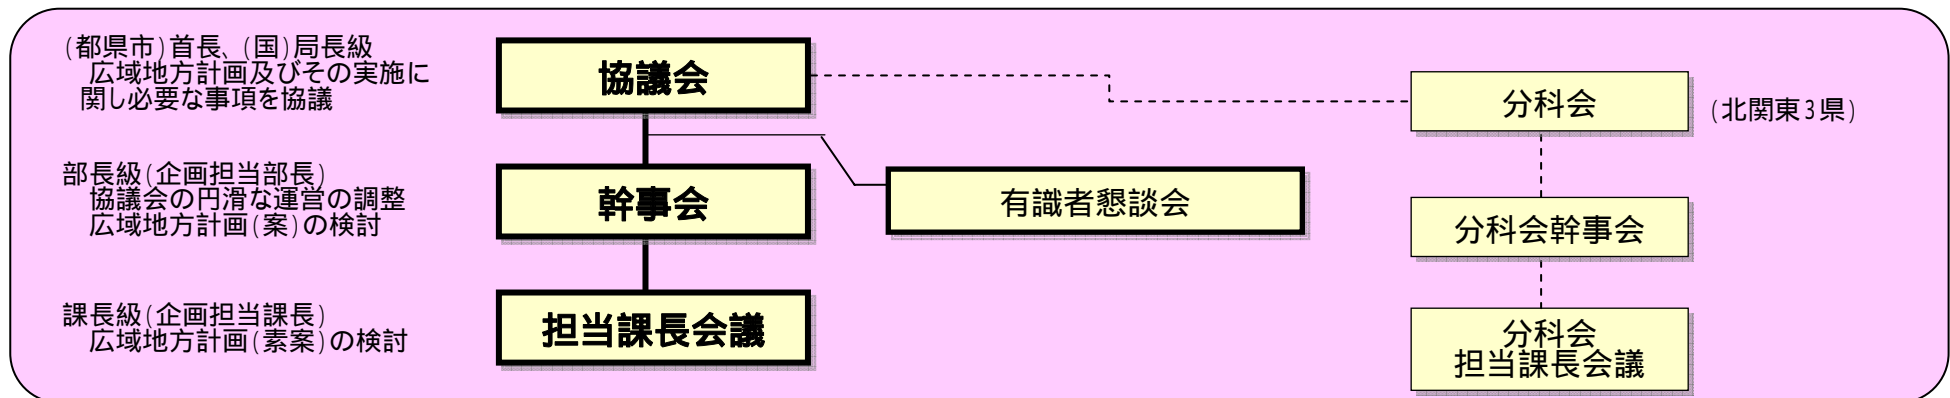 (都県市)首長、(国)局長級
広域地方計画及びその実施に
関し必要な事項を協議
協議会
分科会
(北関東3県)
部長級(企画担当部長)
協議会の円滑な運営の調整
広域地方計画(案)の検討
幹事会
有識者懇談会
分科会幹事会
課長級(企画担当課長)
広域地方計画(素案)の検討
担当課長会議
分科会
担当課長会議